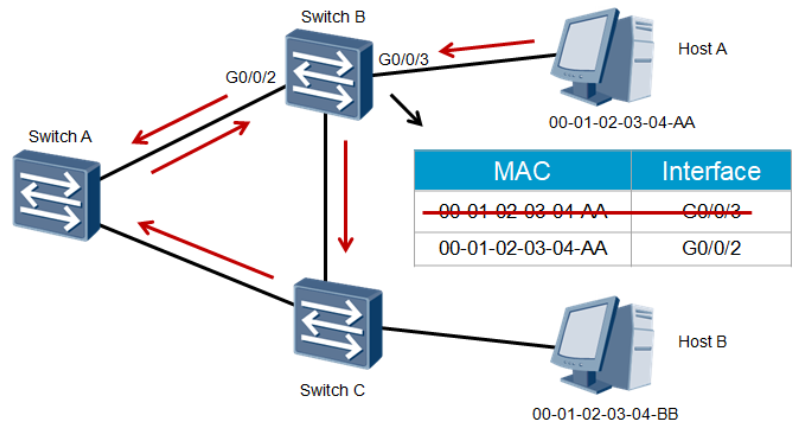 Switch B
Host A
G0/0/3
G0/0/2
00-01-02-03-04-AA
Switch A
MAC Interface
00-01-02-03-04-AA G0/0/3
00-01-02-03-04-AA G0/0/2
Host B
Switch C
00-01-02-03-04-BB